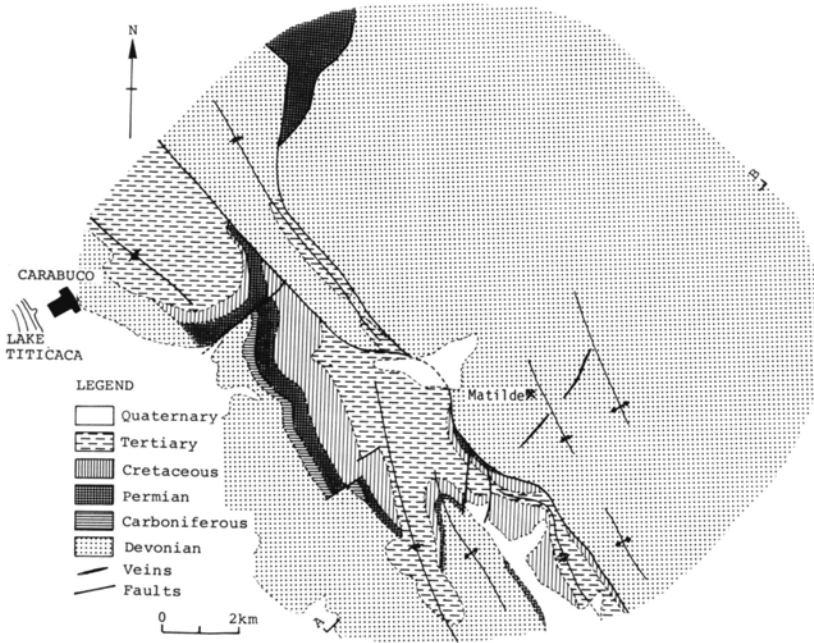 N
B
CARABUCO
LAKE
TITICACA
Matilde
LEGEND
Quaternary
Tertiary
Cretaceous
Permian
Carboniferous
Devonian
Veins
Faults
0 2km
A